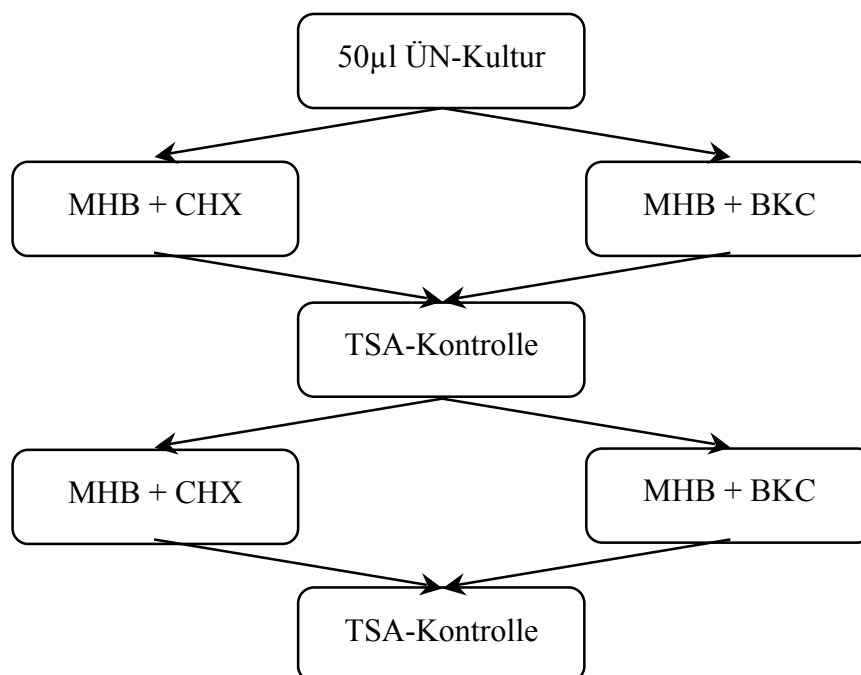 50µl ÜN-Kultur
MHB + CHX
MHB + BKC
TSA-Kontrolle
MHB + CHX
MHB + BKC
TSA-Kontrolle